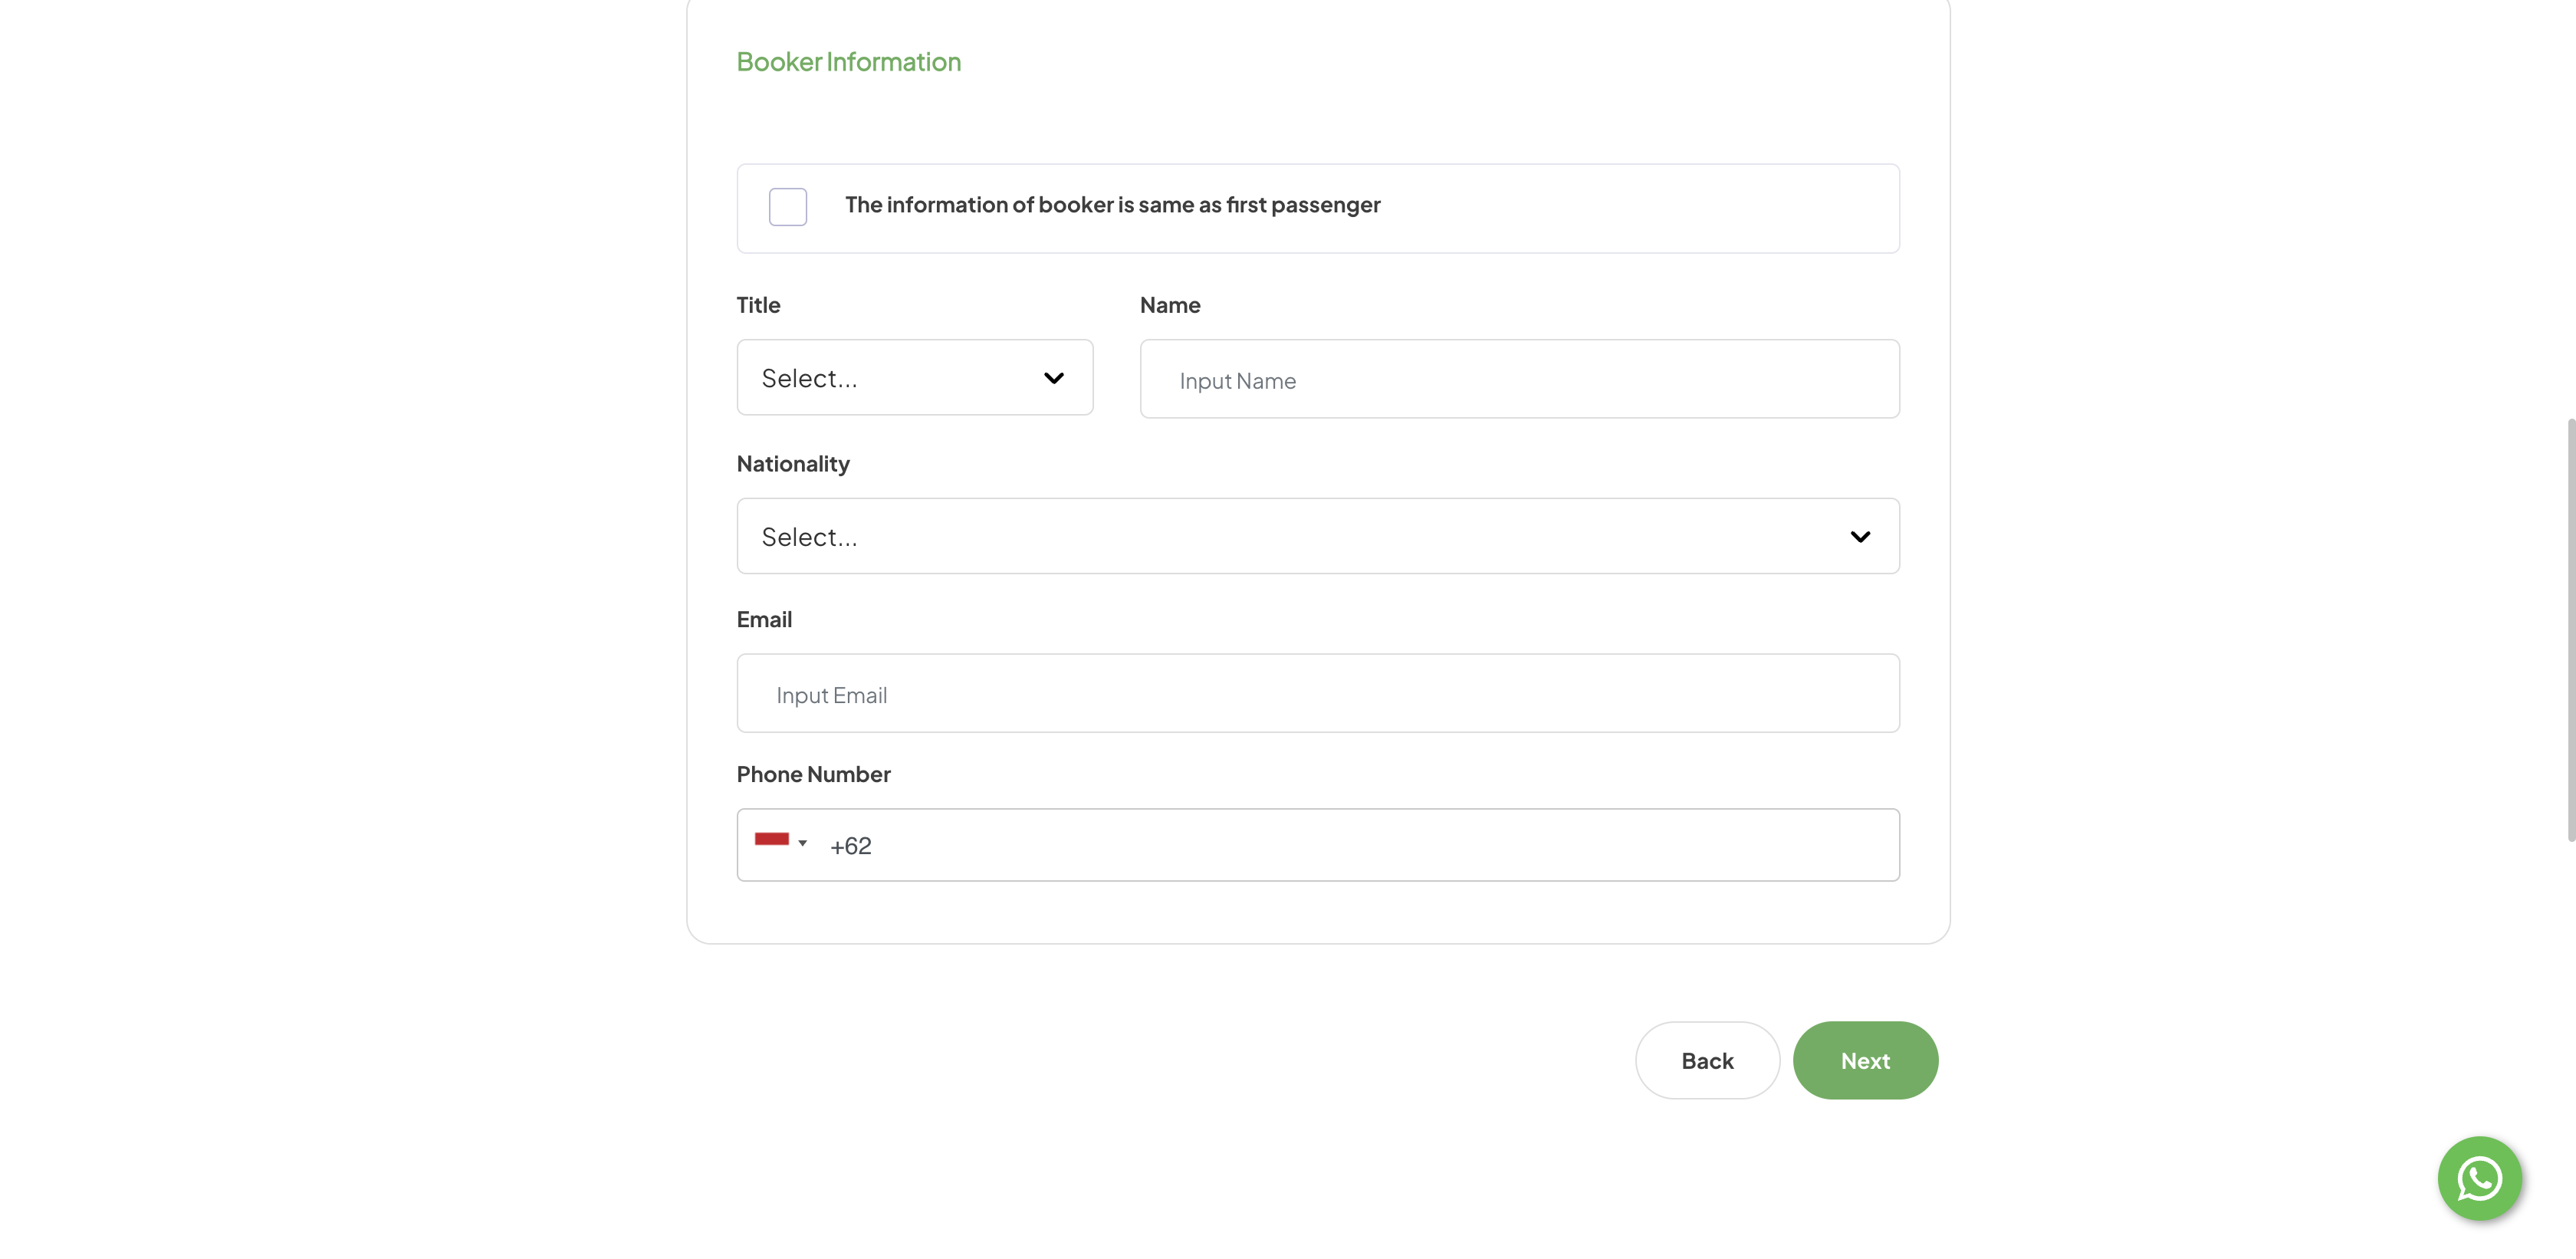 Booker Information
The information of booker is same as first passenger
Title
Name
Select...
Input Name
Nationality
Select...
Email
Input Email
Phone Number
+62
Back
Next